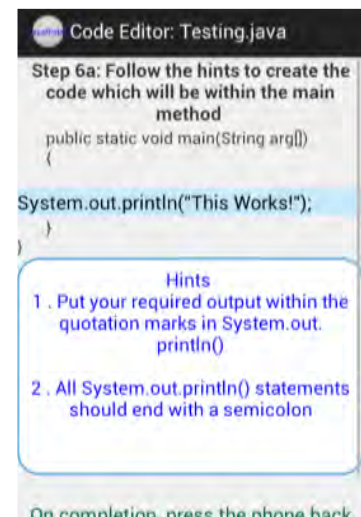 Code Editor: Testing.java
Step 6a: Follow the hints to create the
code which will be within the main
method
public static void main(String arg[])
{
System.out.println("This Works!");
}
}
Hints
1 . Put your required output within the
quotation marks in System.out.
println()
2 . All System.out.println() statements
should end with a semicolon
On completion, press the phone back